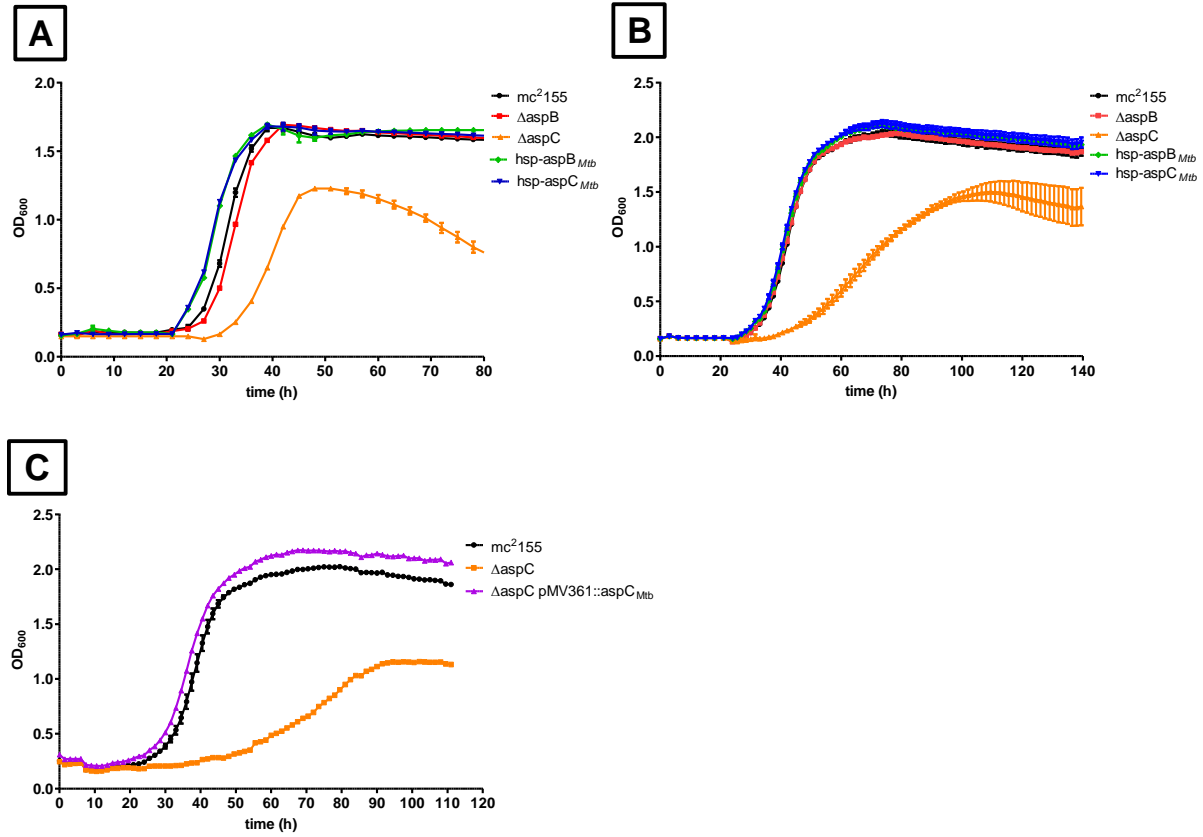 A
2.0
1.5
1.0
0.5
0.0
0 10 20 30 40 50 60 70 80
OD600
time (h)
mc2155
ΔaspB
ΔaspC
hsp-aspBMtb
hsp-aspCMtb
B
2.5
2.0
1.5
1.0
0.5
0.0
0 20 40 60 80 100 120 140
OD600
time (h)
mc2155
ΔaspB
ΔaspC
hsp-aspBMtb
hsp-aspCMtb
C
2.5
2.0
1.5
1.0
0.5
0.0
0 10 20 30 40 50 60 70 80 90 100 110 120
OD600
time (h)
mc2155
ΔaspC
ΔaspC pMV361::aspCMtb